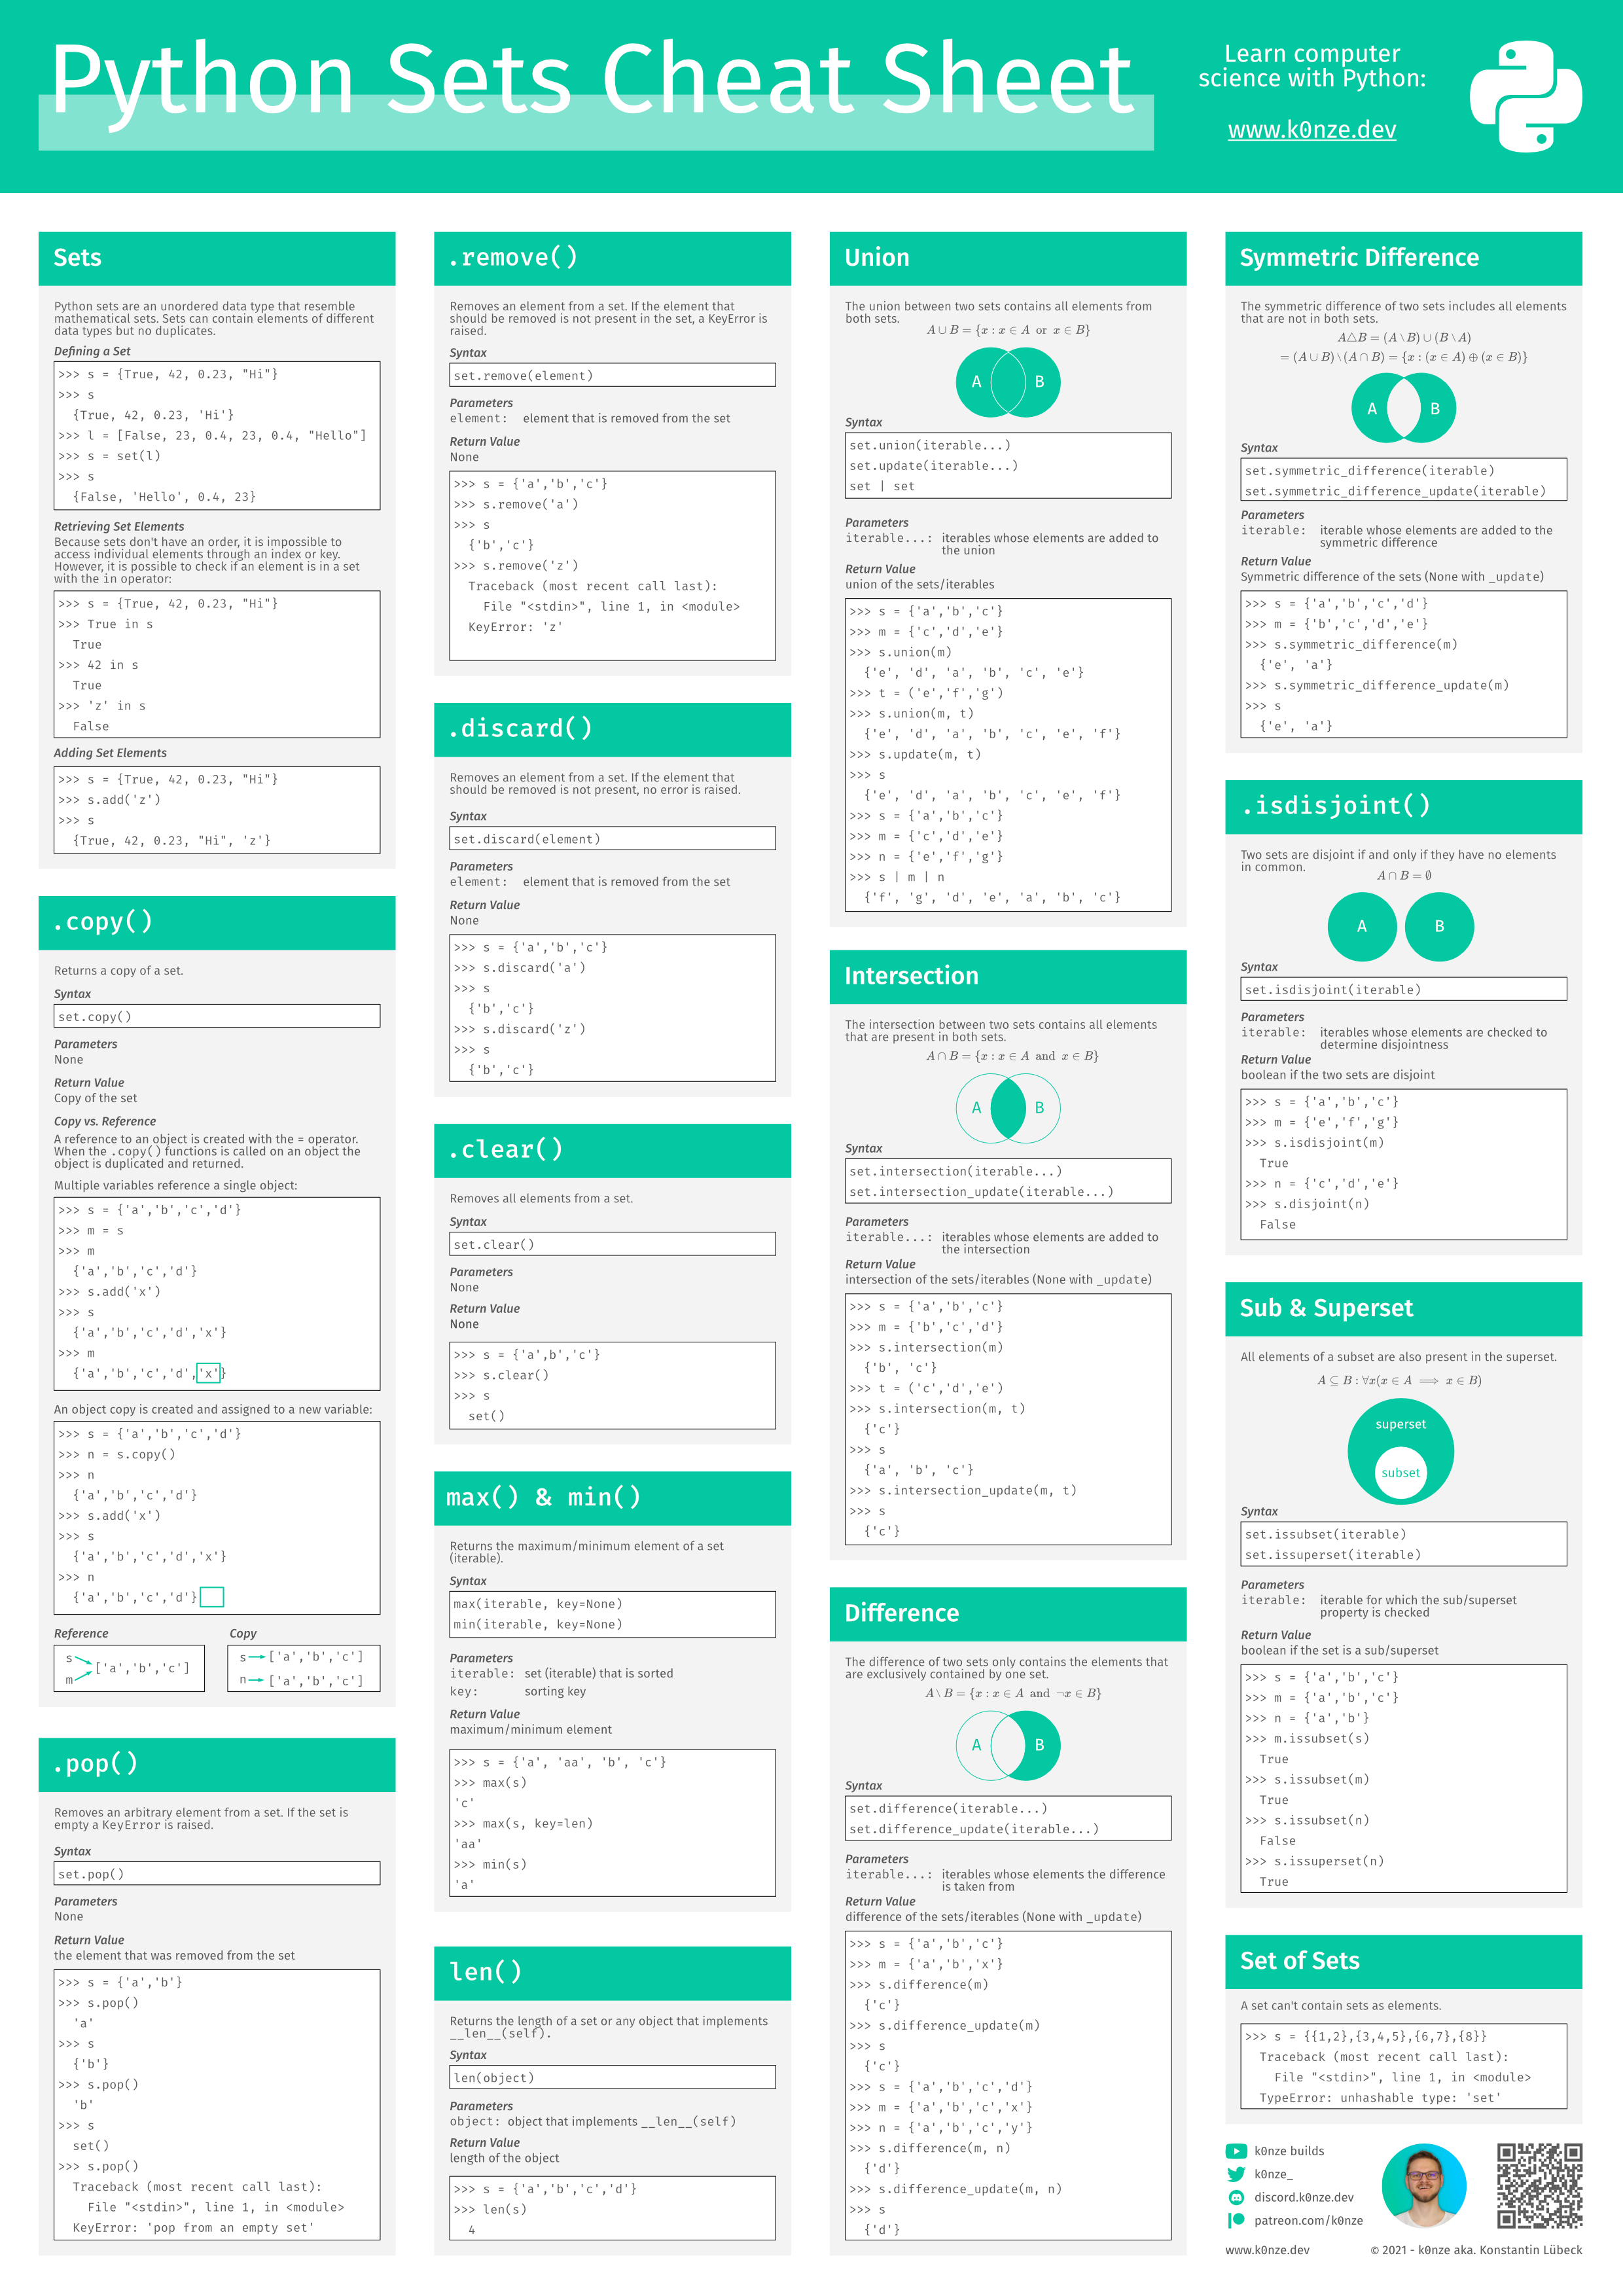 Python Sets Cheat Sheet
Learn computer
science with Python:
www.k0nze.dev
Sets
Python sets are an unordered data type that resemble
mathematical sets. Sets can contain elements of different
data types but no duplicates.
Defining a Set
>>> s = {True, 42, 0.23, "Hi"}
>>> s
{True, 42, 0.23, 'Hi'}
>>> l = [False, 23, 0.4, 23, 0.4, "Hello"]
>>> s = set(l)
>>> s
{False, 'Hello', 0.4, 23}
Retrieving Set Elements
Because sets don't have an order, it is impossible to
access individual elements through an index or key.
However, it is possible to check if an element is in a set
with the in operator:
>>> s = {True, 42, 0.23, "Hi"}
>>> True in s
True
>>> 42 in s
True
>>> 'z' in s
False
Adding Set Elements
>>> s = {True, 42, 0.23, "Hi"}
>>> s.add('z')
>>> s
{True, 42, 0.23, "Hi", 'z'}
.copy()
Returns a copy of a set.
Syntax
set.copy()
Parameters
None
Return Value
Copy of the set
Copy vs. Reference
A reference to an object is created with the = operator.
When the .copy() functions is called on an object the
object is duplicated and returned.
Multiple variables reference a single object:
>>> s = {'a','b','c','d'}
>>> m = s
>>> m
{'a','b','c','d'}
>>> s.add('x')
>>> s
{'a','b','c','d','x'}
>>> m
{'a','b','c','d','x'}
An object copy is created and assigned to a new variable:
>>> s = {'a','b','c','d'}
>>> n = s.copy()
>>> n
{'a','b','c','d'}
>>> s.add('x')
>>> s
{'a','b','c','d','x'}
>>> n
{'a','b','c','d'}
Reference
s
m
['a','b','c']
Copy
s ['a','b','c']
n ['a','b','c']
.pop()
Removes an arbitrary element from a set. If the set is
empty a KeyError is raised.
Syntax
set.pop()
Parameters
None
Return Value
the element that was removed from the set
>>> s = {'a','b'}
>>> s.pop()
'a'
>>> s
{'b'}
>>> s.pop()
'b'
>>> s
set()
>>> s.pop()
Traceback (most recent call last):
File "<stdin>", line 1, in <module>
KeyError: 'pop from an empty set'
.remove()
Removes an element from a set. If the element that
should be removed is not present in the set, a KeyError is
raised.
Syntax
set.remove(element)
Parameters
element: element that is removed from the set
Return Value
None
>>> s = {'a','b','c'}
>>> s.remove('a')
>>> s
{'b','c'}
>>> s.remove('z')
Traceback (most recent call last):
File "<stdin>", line 1, in <module>
KeyError: 'z'
.discard()
Removes an element from a set. If the element that
should be removed is not present, no error is raised.
Syntax
set.discard(element)
Parameters
element: element that is removed from the set
Return Value
None
>>> s = {'a','b','c'}
>>> s.discard('a')
>>> s
{'b','c'}
>>> s.discard('z')
>>> s
{'b','c'}
.clear()
Removes all elements from a set.
Syntax
set.clear()
Parameters
None
Return Value
None
>>> s = {'a',b','c'}
>>> s.clear()
>>> s
set()
max() & min()
Returns the maximum/minimum element of a set
(iterable).
Syntax
max(iterable, key=None)
min(iterable, key=None)
Parameters
iterable: set (iterable) that is sorted
key: sorting key
Return Value
maximum/minimum element
>>> s = {'a', 'aa', 'b', 'c'}
>>> max(s)
'c'
>>> max(s, key=len)
'aa'
>>> min(s)
'a'
len()
Returns the length of a set or any object that implements
__len__(self).
Syntax
len(object)
Parameters
object: object that implements __len__(self)
Return Value
length of the object
>>> s = {'a','b','c','d'}
>>> len(s)
4
Union
The union between two sets contains all elements from
both sets.
A ∪ B = {x : x ∈ A or x ∈ B}
A B
Syntax
set.union(iterable...)
set.update(iterable...)
set | set
Parameters
iterable...: iterables whose elements are added to
the union
Return Value
union of the sets/iterables
>>> s = {'a','b','c'}
>>> m = {'c','d','e'}
>>> s.union(m)
{'e', 'd', 'a', 'b', 'c', 'e'}
>>> t = ('e','f','g')
>>> s.union(m, t)
{'e', 'd', 'a', 'b', 'c', 'e', 'f'}
>>> s.update(m, t)
>>> s
{'e', 'd', 'a', 'b', 'c', 'e', 'f'}
>>> s = {'a','b','c'}
>>> m = {'c','d','e'}
>>> n = {'e','f','g'}
>>> s | m | n
{'f', 'g', 'd', 'e', 'a', 'b', 'c'}
Intersection
The intersection between two sets contains all elements
that are present in both sets.
A ∩ B = {x : x ∈ A and x ∈ B}
A B
Syntax
set.intersection(iterable...)
set.intersection_update(iterable...)
Parameters
iterable...: iterables whose elements are added to
the intersection
Return Value
intersection of the sets/iterables (None with _update)
>>> s = {'a','b','c'}
>>> m = {'b','c','d'}
>>> s.intersection(m)
{'b', 'c'}
>>> t = ('c','d','e')
>>> s.intersection(m, t)
{'c'}
>>> s
{'a', 'b', 'c'}
>>> s.intersection_update(m, t)
>>> s
{'c'}
Difference
The difference of two sets only contains the elements that
are exclusively contained by one set.
A \ B = {x : x ∈ A and ¬x ∈ B}
A B
Syntax
set.difference(iterable...)
set.difference_update(iterable...)
Parameters
iterable...: iterables whose elements the difference
is taken from
Return Value
difference of the sets/iterables (None with _update)
>>> s = {'a','b','c'}
>>> m = {'a','b','x'}
>>> s.difference(m)
{'c'}
>>> s.difference_update(m)
>>> s
{'c'}
>>> s = {'a','b','c','d'}
>>> m = {'a','b','c','x'}
>>> n = {'a','b','c','y'}
>>> s.difference(m, n)
{'d'}
>>> s.difference_update(m, n)
>>> s
{'d'}
Symmetric Difference
The symmetric difference of two sets includes all elements
that are not in both sets.
A△B = (A \ B) ∪ (B \ A)
= (A ∪ B) \ (A ∩ B) = {x : (x ∈ A) ⊕ (x ∈ B)}
A B
Syntax
set.symmetric_difference(iterable)
set.symmetric_difference_update(iterable)
Parameters
iterable: iterable whose elements are added to the
symmetric difference
Return Value
Symmetric difference of the sets (None with _update)
>>> s = {'a','b','c','d'}
>>> m = {'b','c','d','e'}
>>> s.symmetric_difference(m)
{'e', 'a'}
>>> s.symmetric_difference_update(m)
>>> s
{'e', 'a'}
.isdisjoint()
Two sets are disjoint if and only if they have no elements
in common.
A ∩ B = ∅
A B
Syntax
set.isdisjoint(iterable)
Parameters
iterable: iterables whose elements are checked to
determine disjointness
Return Value
boolean if the two sets are disjoint
>>> s = {'a','b','c'}
>>> m = {'e','f','g'}
>>> s.isdisjoint(m)
True
>>> n = {'c','d','e'}
>>> s.disjoint(n)
False
Sub & Superset
All elements of a subset are also present in the superset.
A ⊆ B : ∀x(x ∈ A ⟹ x ∈ B)
superset
subset
Syntax
set.issubset(iterable)
set.issuperset(iterable)
Parameters
iterable: iterable for which the sub/superset
property is checked
Return Value
boolean if the set is a sub/superset
>>> s = {'a','b','c'}
>>> m = {'a','b','c'}
>>> n = {'a','b'}
>>> m.issubset(s)
True
>>> s.issubset(m)
True
>>> s.issubset(n)
False
>>> s.issuperset(n)
True
Set of Sets
A set can't contain sets as elements.
>>> s = {{1,2},{3,4,5},{6,7},{8}}
Traceback (most recent call last):
File "<stdin>", line 1, in <module>
TypeError: unhashable type: 'set'
k0nze builds
k0nze_
discord.k0nze.dev
patreon.com/k0nze
www.k0nze.dev
© 2021 - k0nze aka. Konstantin Lübeck